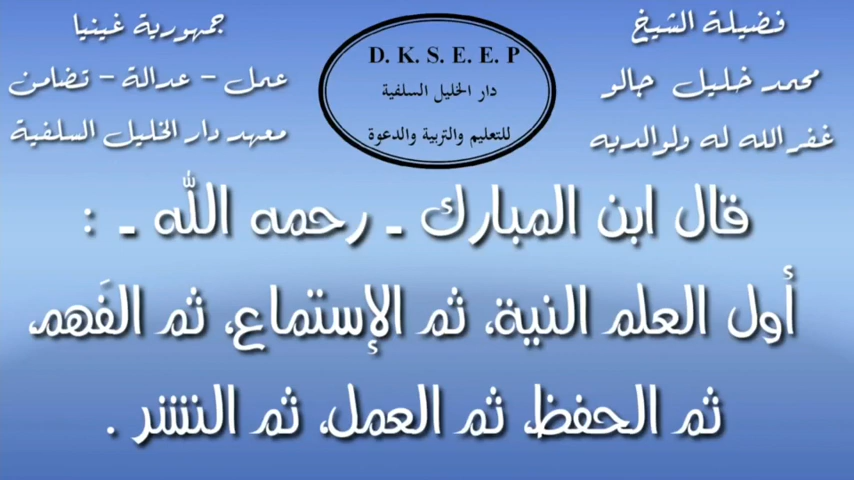 فضيلة الشيخ
محمد خليل جالو
غفر الله له ولوالديه
D. K. S. E. E. P
دار الخليل السلفية
للتعليم والتربية والدعوة
جمهورية غينيا
عمل - عدالة - تضامن
معهد دار الخليل السلفية
قال ابن المبارك ـ رحمه الله ـ :
أول العلم النية، ثم الإستماع، ثم الفَهم،
ثم الحفظ، ثم العمل، ثم النشر .